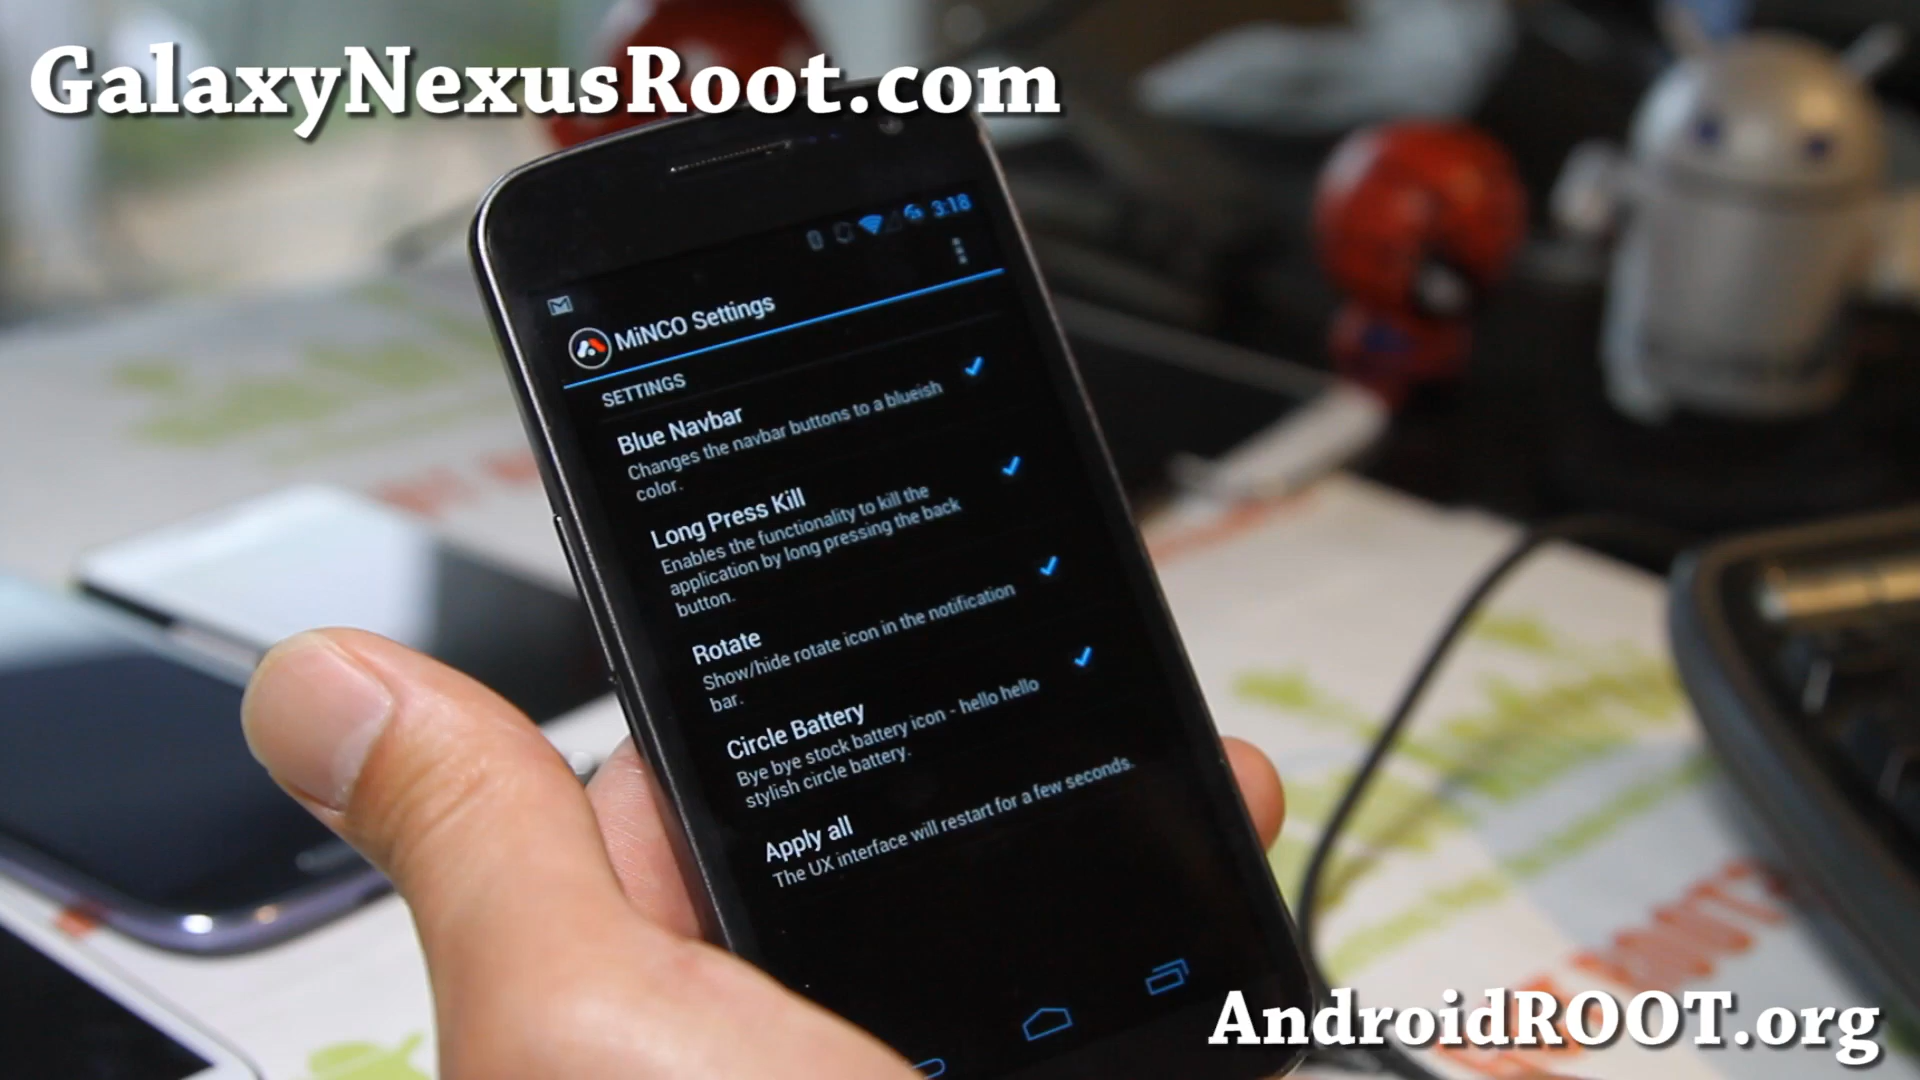 GalaxyNexusRoot.com
3:18
MiNCO Settings
SETTINGS
Blue Navbar
Changes the navbar buttons to a blueish
color.
Long Press Kill
Enables the functionality to kill the
application by long pressing the back
button.
Rotate
Show/hide rotate icon in the notification
bar.
Circle Battery
Bye bye stock battery icon - hello hello
stylish circle battery.
Apply all
The UX interface will restart for a few seconds.
AndroidROOT.org